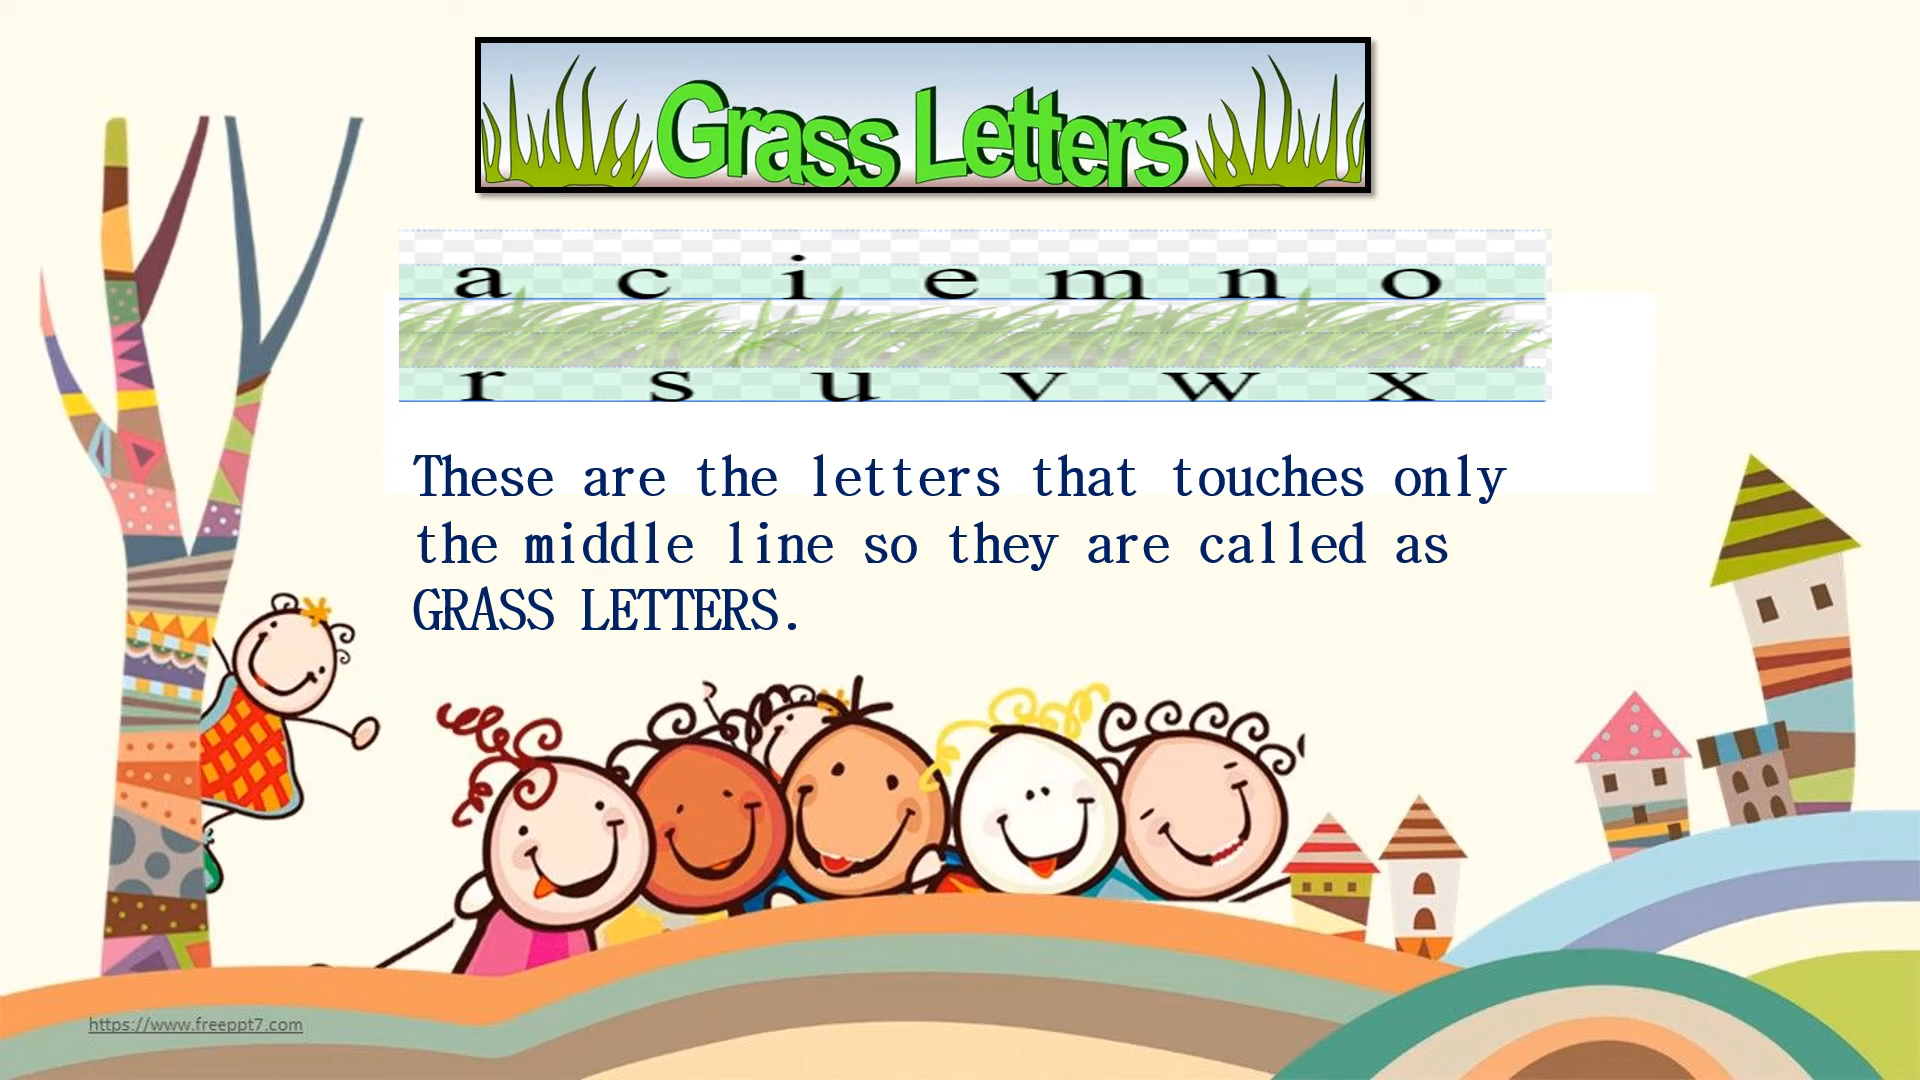 Grass Letters
a c i e m n o
r s u v w x
These are the letters that touches only
the middle line so they are called as
GRASS LETTERS.
https://www.freeppt7.com